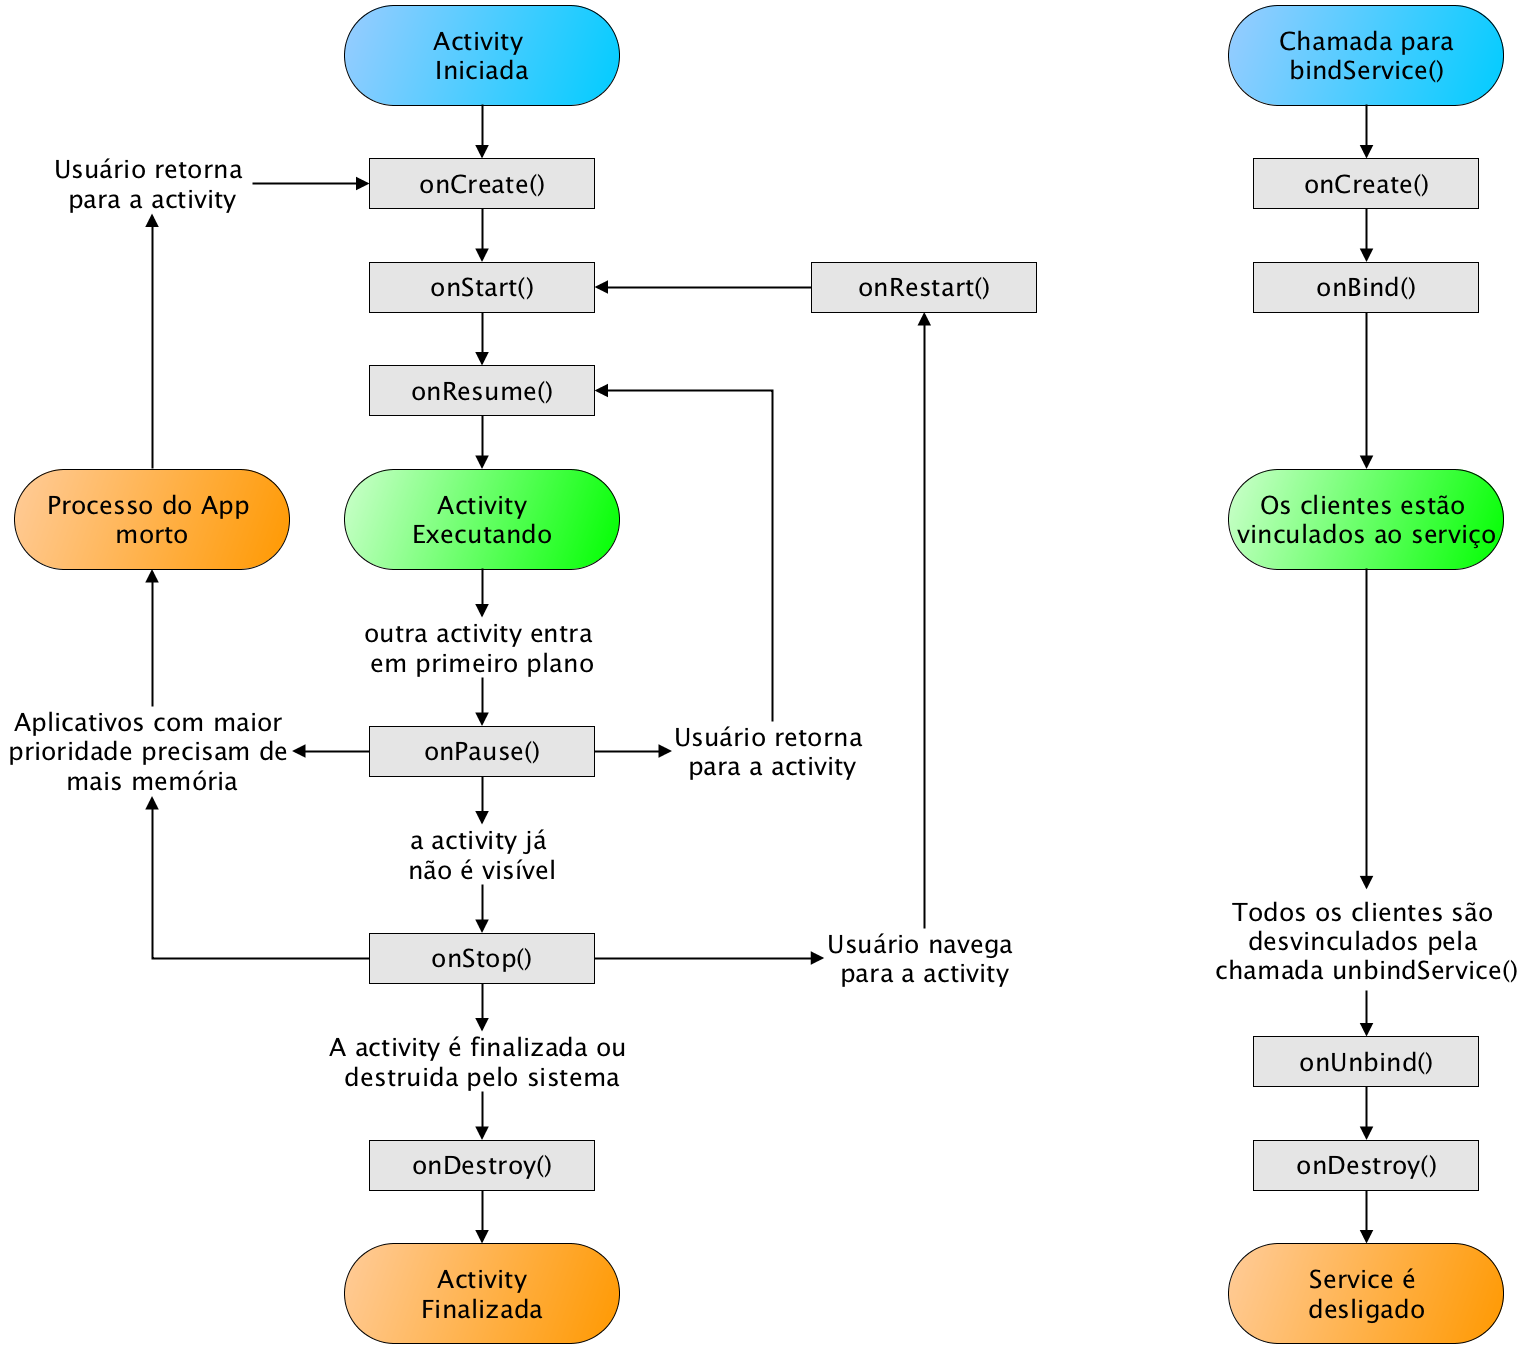 Activity
Iniciada
Usuário retorna
para a activity
onCreate()
onStart()
onRestart()
onResume()
Processo do App
morto
Activity
Executando
outra activity entra
em primeiro plano
Aplicativos com maior
prioridade precisam de
mais memória
onPause()
Usuário retorna
para a activity
a activity já
não é visível
onStop()
Usuário navega
para a activity
A activity é finalizada ou
destruida pelo sistema
onDestroy()
Activity
Finalizada
Chamada para
bindService()
onCreate()
onBind()
Os clientes estão
vinculados ao serviço
Todos os clientes são
desvinculados pela
chamada unbindService()
onUnbind()
onDestroy()
Service é
desligado